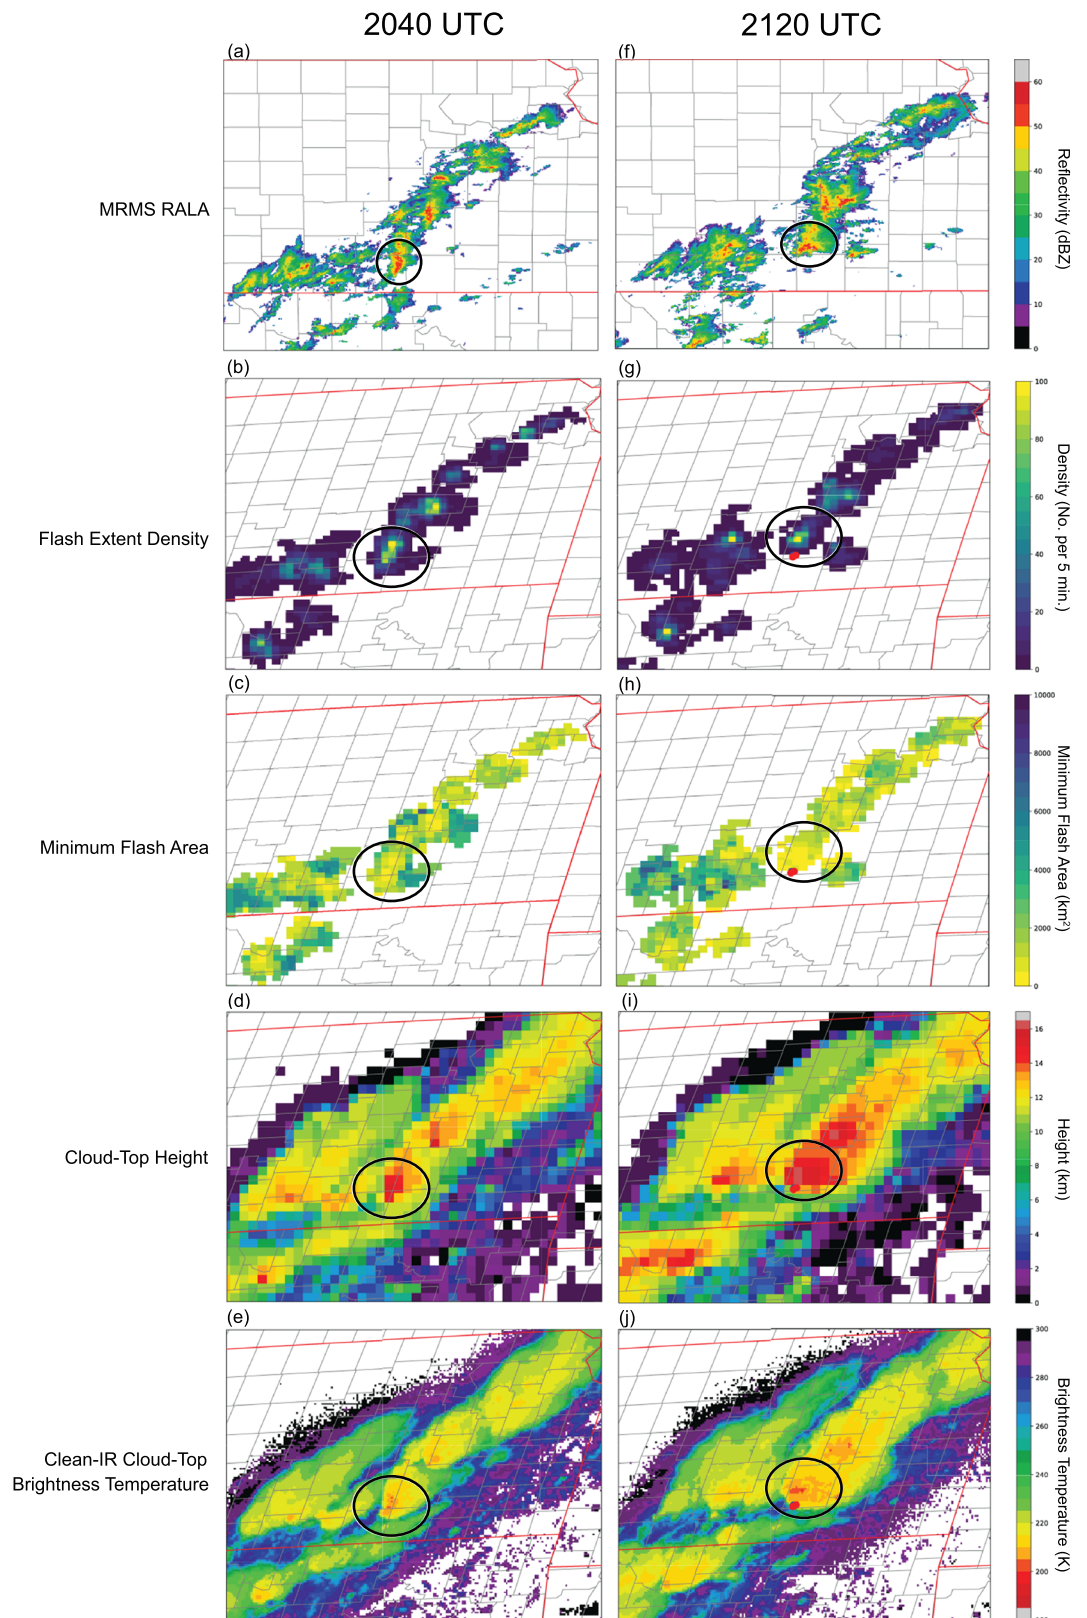 2040 UTC
2120 UTC
(a)
(f)
MRMS RALA
60
50
40
30
20
10
0
Reflectivity (dBZ)
(b)
(g)
Flash Extent Density
100
80
60
40
20
0
Density (No. per 5 min.)
(c)
(h)
Minimum Flash Area
10000
8000
6000
4000
2000
0
Minimum Flash Area (km²)
(d)
(i)
Cloud-Top Height
16
14
12
10
8
6
4
2
0
Height (km)
(e)
(j)
Clean-IR Cloud-Top
Brightness Temperature
300
280
260
240
220
200
Brightness Temperature (K)